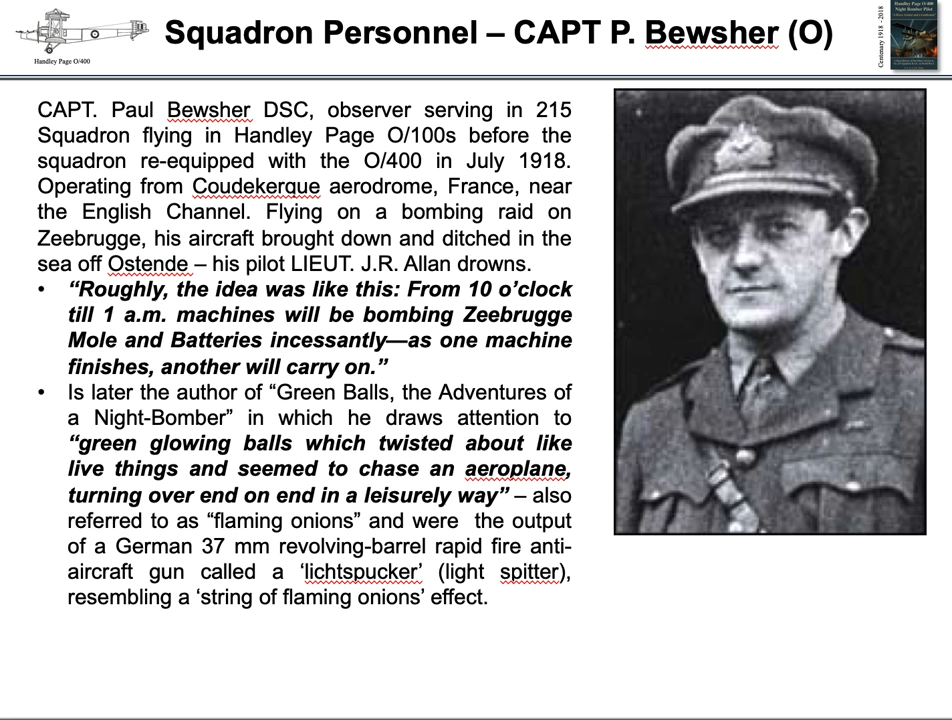 Squadron Personnel – CAPT P. Bewsher (O)
Handley Page O/400
Centenary 1918 - 2018
Handley Page O/400
Night Bomber Pilot
CAPT. Paul Bewsher DSC, observer serving in 215
Squadron flying in Handley Page O/100s before the
squadron re-equipped with the O/400 in July 1918.
Operating from Coudekerque aerodrome, France, near
the English Channel. Flying on a bombing raid on
Zeebrugge, his aircraft brought down and ditched in the
sea off Ostende – his pilot LIEUT. J.R. Allan drowns.
• “Roughly, the idea was like this: From 10 o’clock
till 1 a.m. machines will be bombing Zeebrugge
Mole and Batteries incessantly—as one machine
finishes, another will carry on.”
• Is later the author of “Green Balls, the Adventures of
a Night-Bomber” in which he draws attention to
“green glowing balls which twisted about like
live things and seemed to chase an aeroplane,
turning over end on end in a leisurely way” – also
referred to as “flaming onions” and were the output
of a German 37 mm revolving-barrel rapid fire anti-
aircraft gun called a ‘lichtspucker’ (light spitter),
resembling a ‘string of flaming onions’ effect.